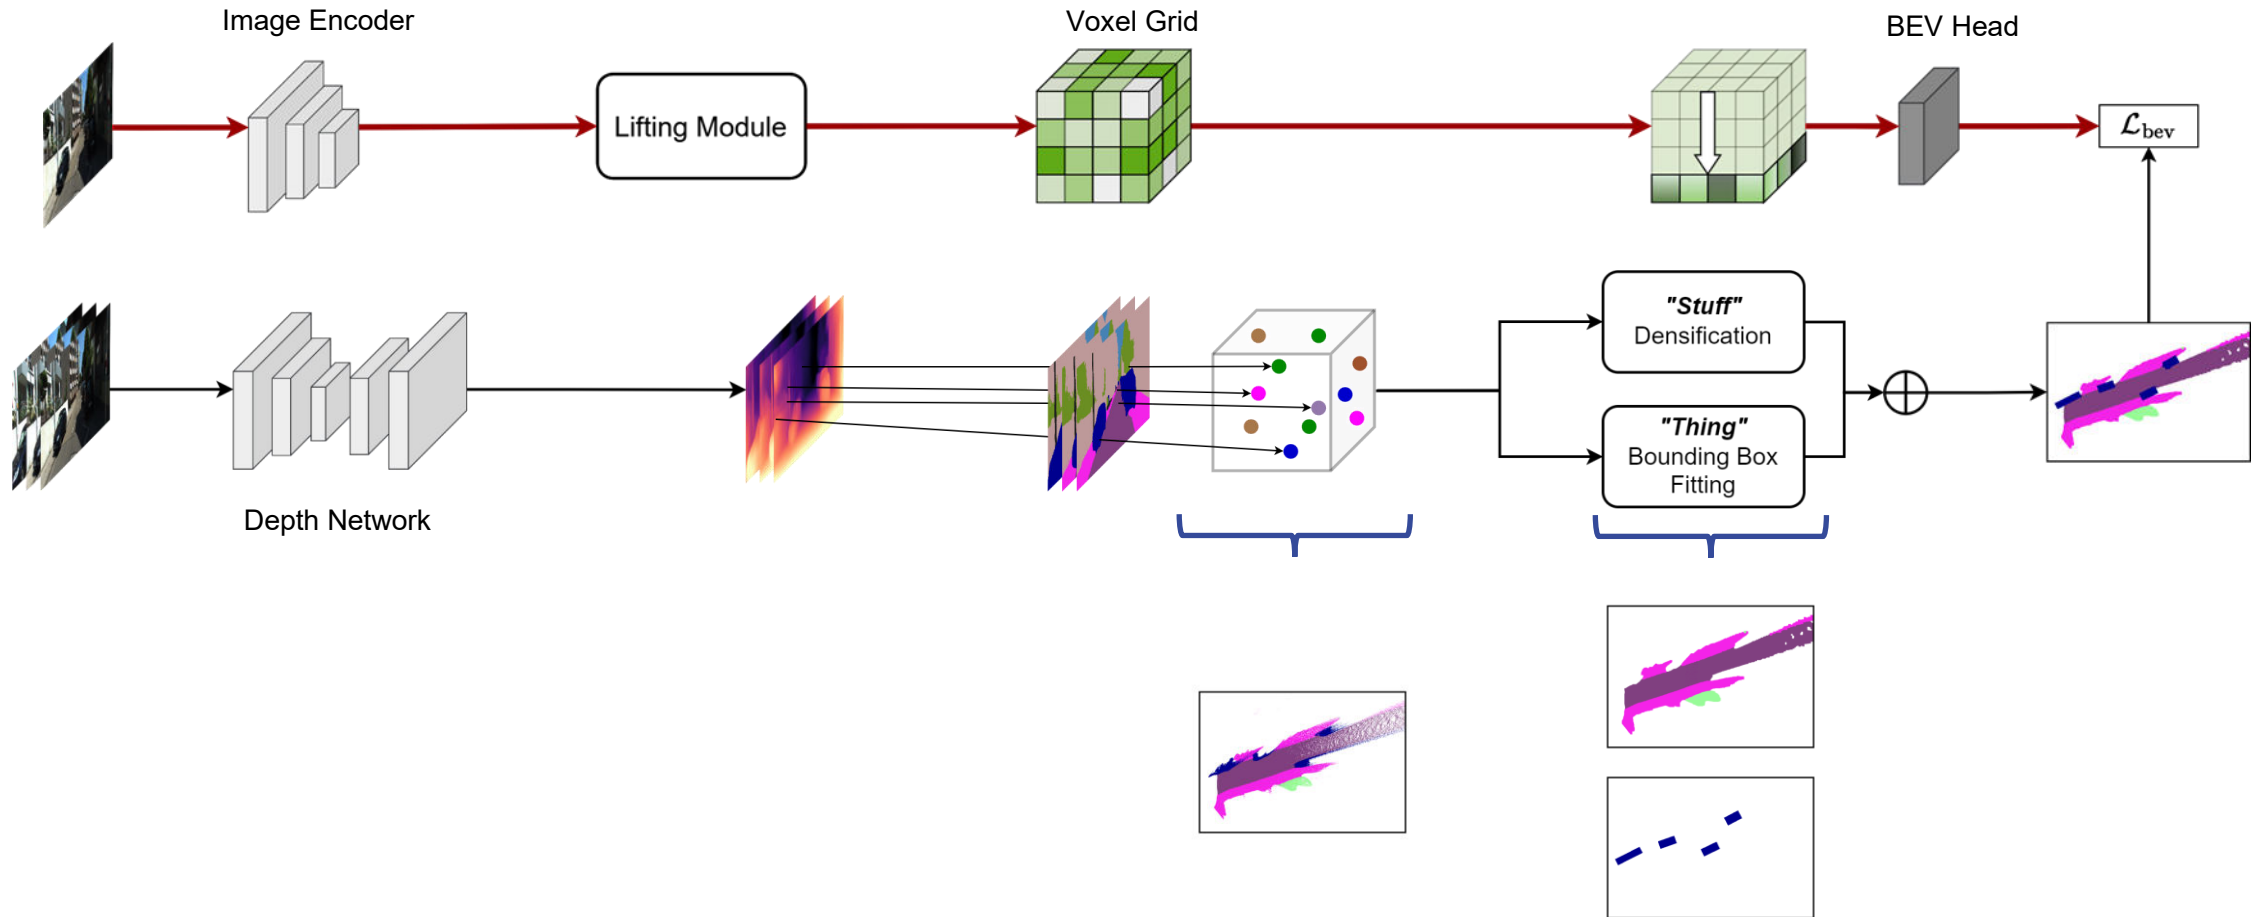 Image Encoder
Voxel Grid
BEV Head
Lifting Module
ℒbev
"Stuff"
Densification
"Thing"
Bounding Box
Fitting
Depth Network